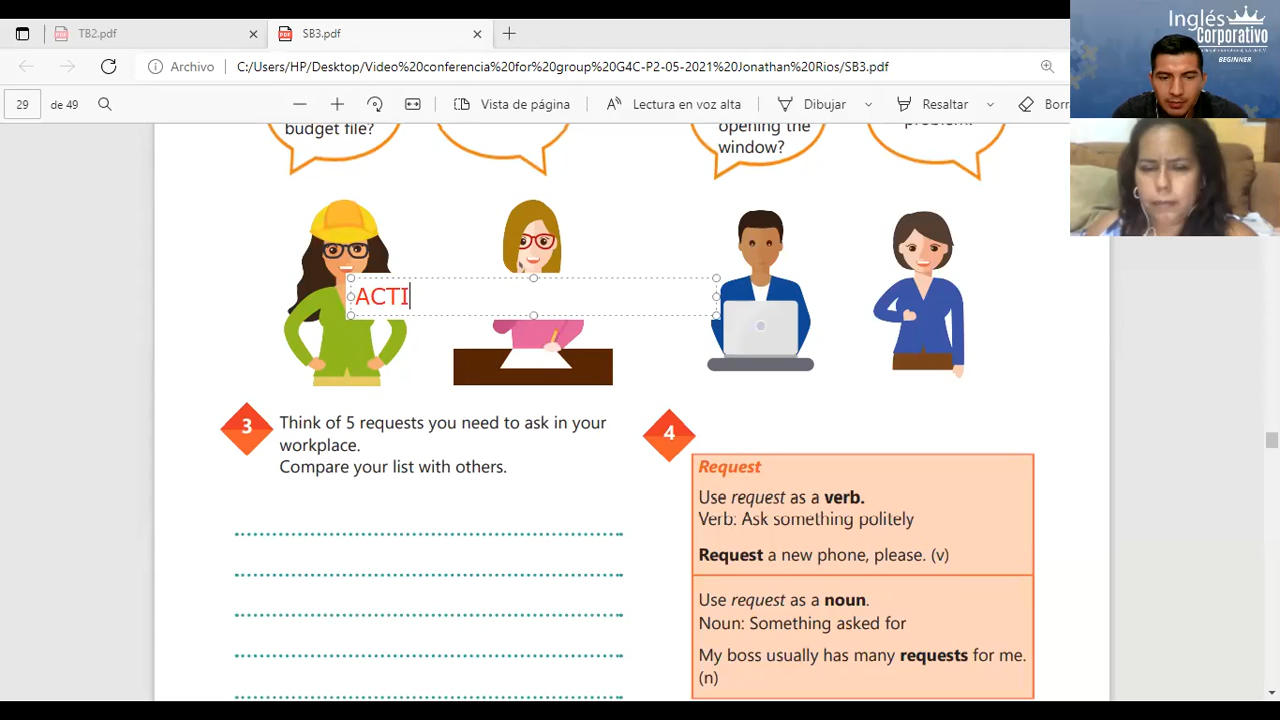 TB2.pdf
SB3.pdf
Archivo
C:/Users/HP/Desktop/Video%20conferencia%20for%20group%20G4C-P2-05-2021%20Jonathan%20Rios/SB3.pdf
29 de 49
Vista de página
Lectura en voz alta
Dibujar
Resaltar
Borr
Inglés
Corporativo
BEGINNER
budget file?
opening the
window?
problem?
ACTI
3
Think of 5 requests you need to ask in your
workplace.
Compare your list with others.
4
Request
Use request as a verb.
Verb: Ask something politely
Request a new phone, please. (v)
Use request as a noun.
Noun: Something asked for
My boss usually has many requests for me.
(n)